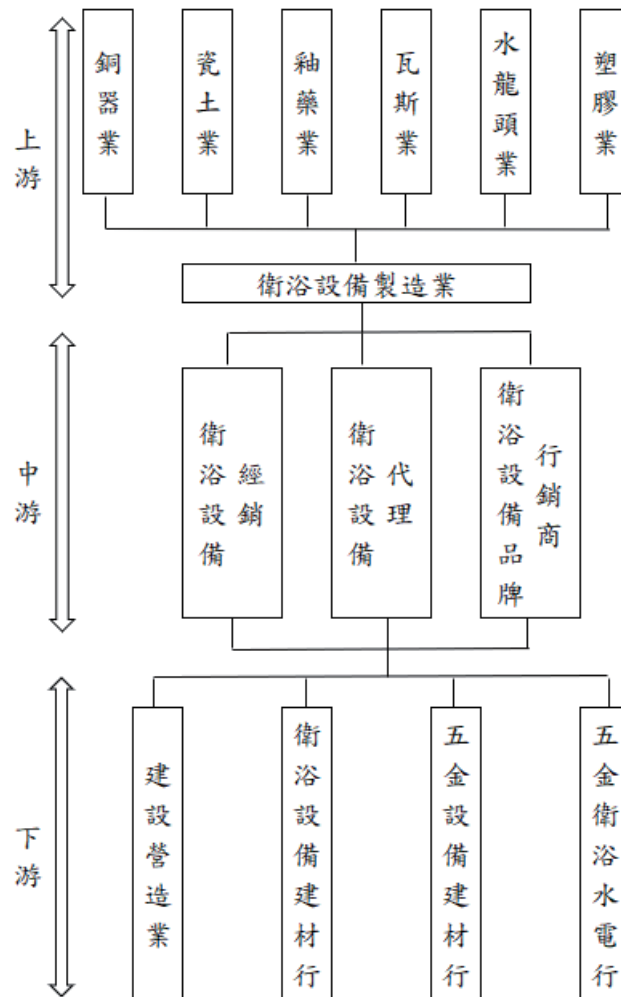 上游
銅器業
瓷土業
釉藥業
瓦斯業
水龍頭業
塑膠業
衛浴設備製造業
中游
衛浴設備
經銷
衛浴設備
代理
衛浴設備品牌
行銷商
下游
建設營造業
衛浴設備建材行
五金設備建材行
五金衛浴水電行